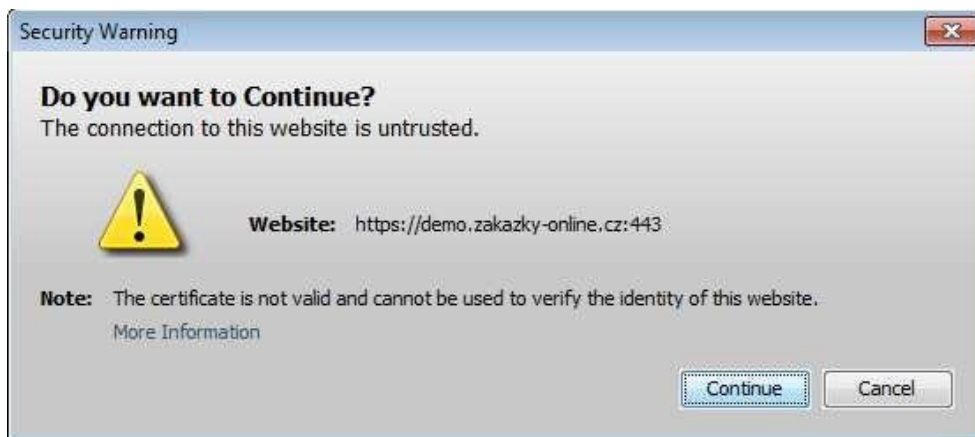 Security Warning
Do you want to Continue?
The connection to this website is untrusted.
Website: https://demo.zakazky-online.cz:443
Note: The certificate is not valid and cannot be used to verify the identity of this website.
More Information
Continue Cancel